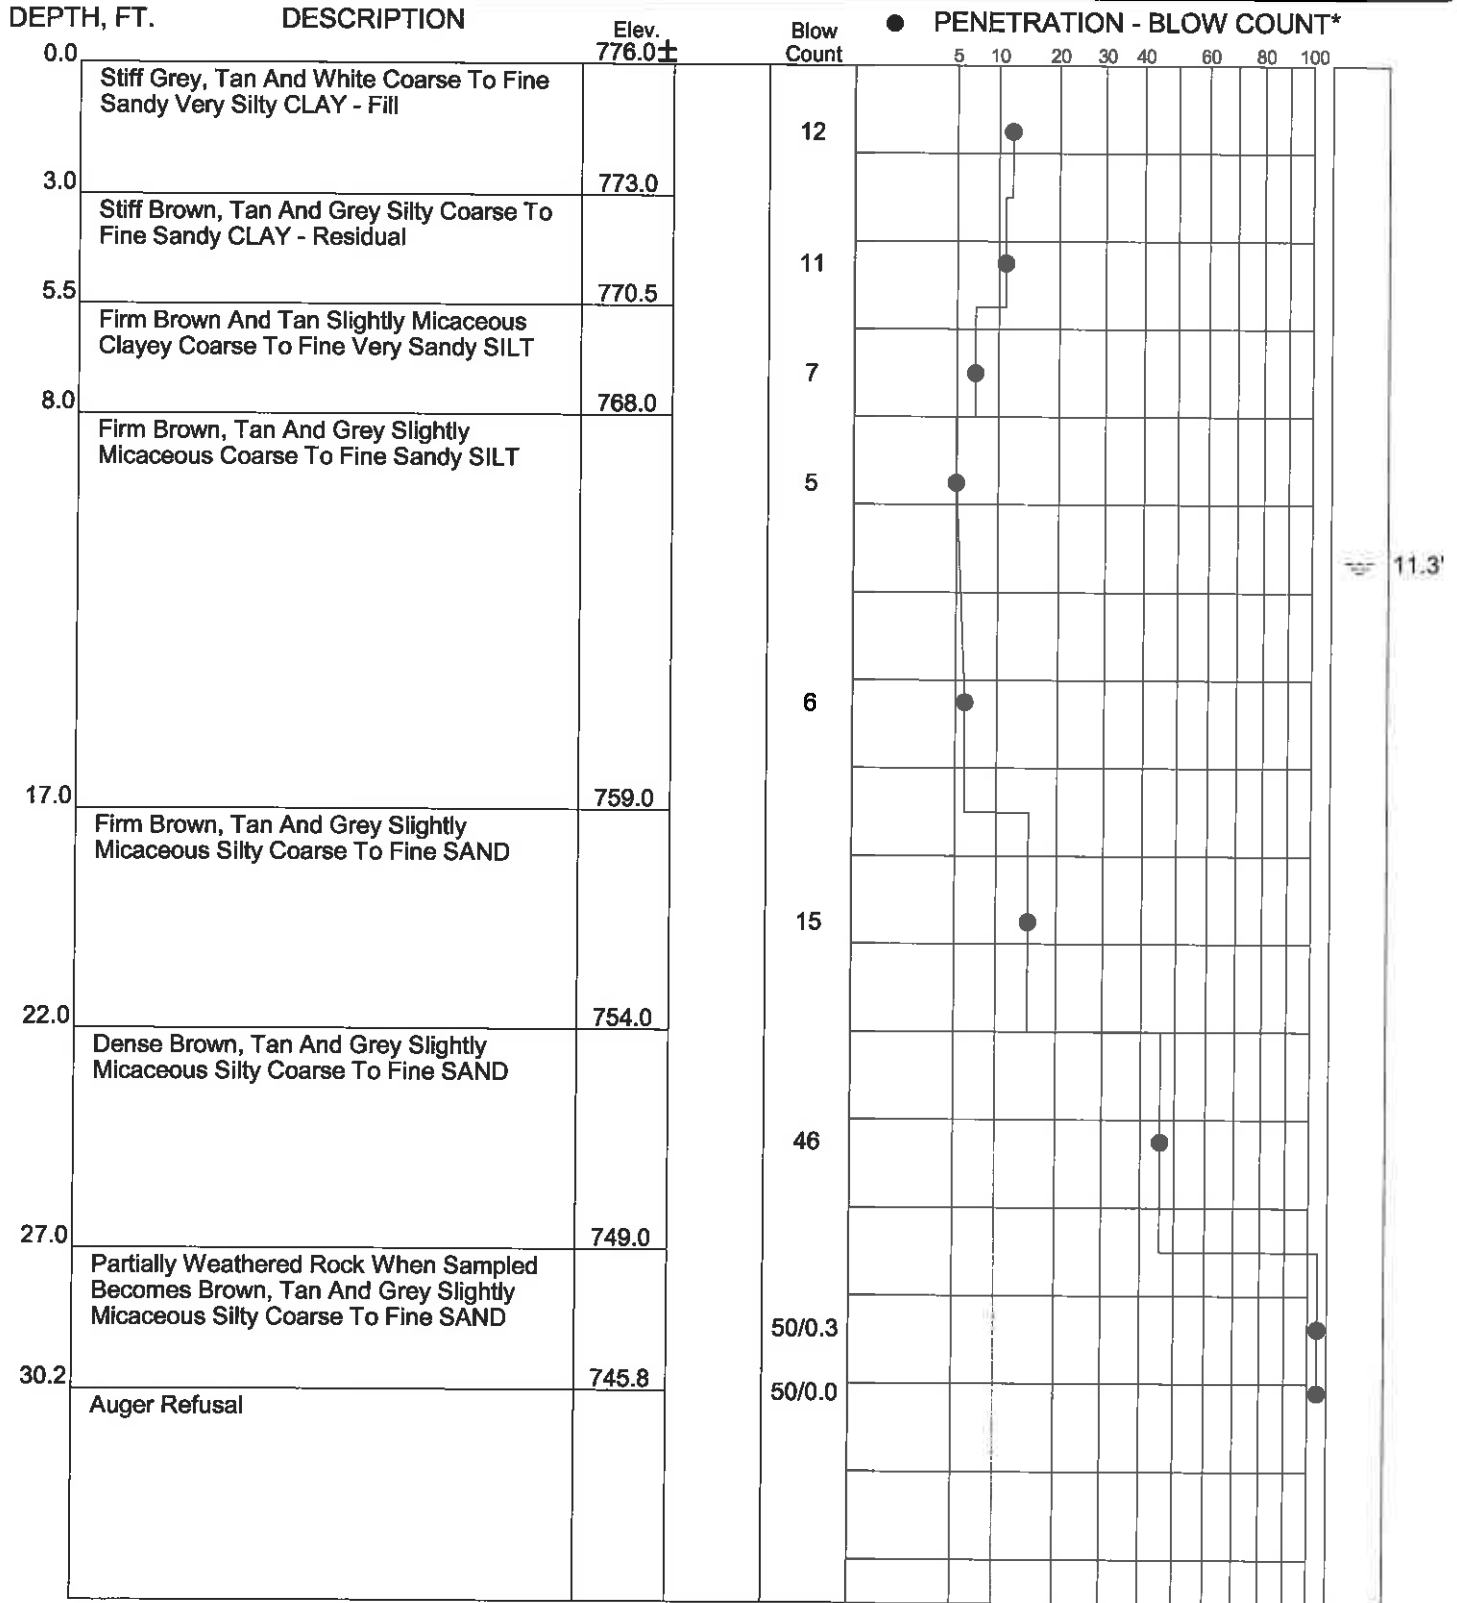 DEPTH, FT. DESCRIPTION Elev. Blow Count ● PENETRATION - BLOW COUNT*
0.0 776.0± 5 10 20 30 40 60 80 100
Stiff Grey, Tan And White Coarse To Fine
Sandy Very Silty CLAY - Fill
12
3.0 773.0
Stiff Brown, Tan And Grey Silty Coarse To
Fine Sandy CLAY - Residual
11
5.5 770.5
Firm Brown And Tan Slightly Micaceous
Clayey Coarse To Fine Very Sandy SILT
7
8.0 768.0
Firm Brown, Tan And Grey Slightly
Micaceous Coarse To Fine Sandy SILT
5
11.3'
6
17.0 759.0
Firm Brown, Tan And Grey Slightly
Micaceous Silty Coarse To Fine SAND
15
22.0 754.0
Dense Brown, Tan And Grey Slightly
Micaceous Silty Coarse To Fine SAND
46
27.0 749.0
Partially Weathered Rock When Sampled
Becomes Brown, Tan And Grey Slightly
Micaceous Silty Coarse To Fine SAND
50/0.3
30.2 745.8
50/0.0
Auger Refusal